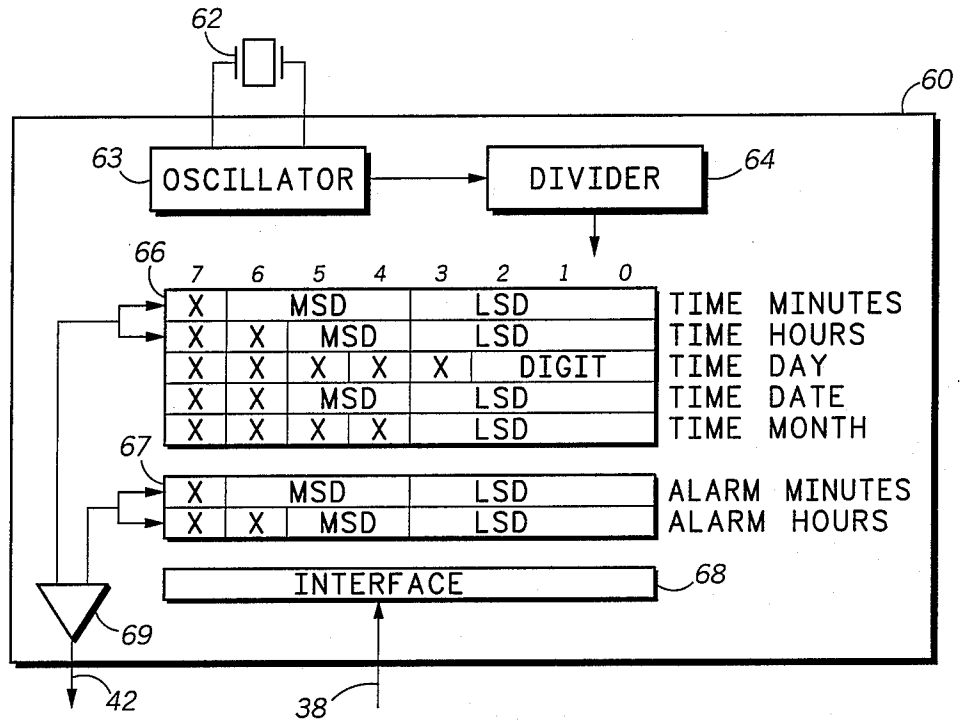 62
60
63
OSCILLATOR
DIVIDER
64
66
7 6 5 4 3 2 1 0
X MSD LSD TIME MINUTES
X X MSD LSD TIME HOURS
X X X X X DIGIT TIME DAY
X X MSD LSD TIME DATE
X X X X LSD TIME MONTH
67
X MSD LSD ALARM MINUTES
X X MSD LSD ALARM HOURS
INTERFACE
68
69
42
38